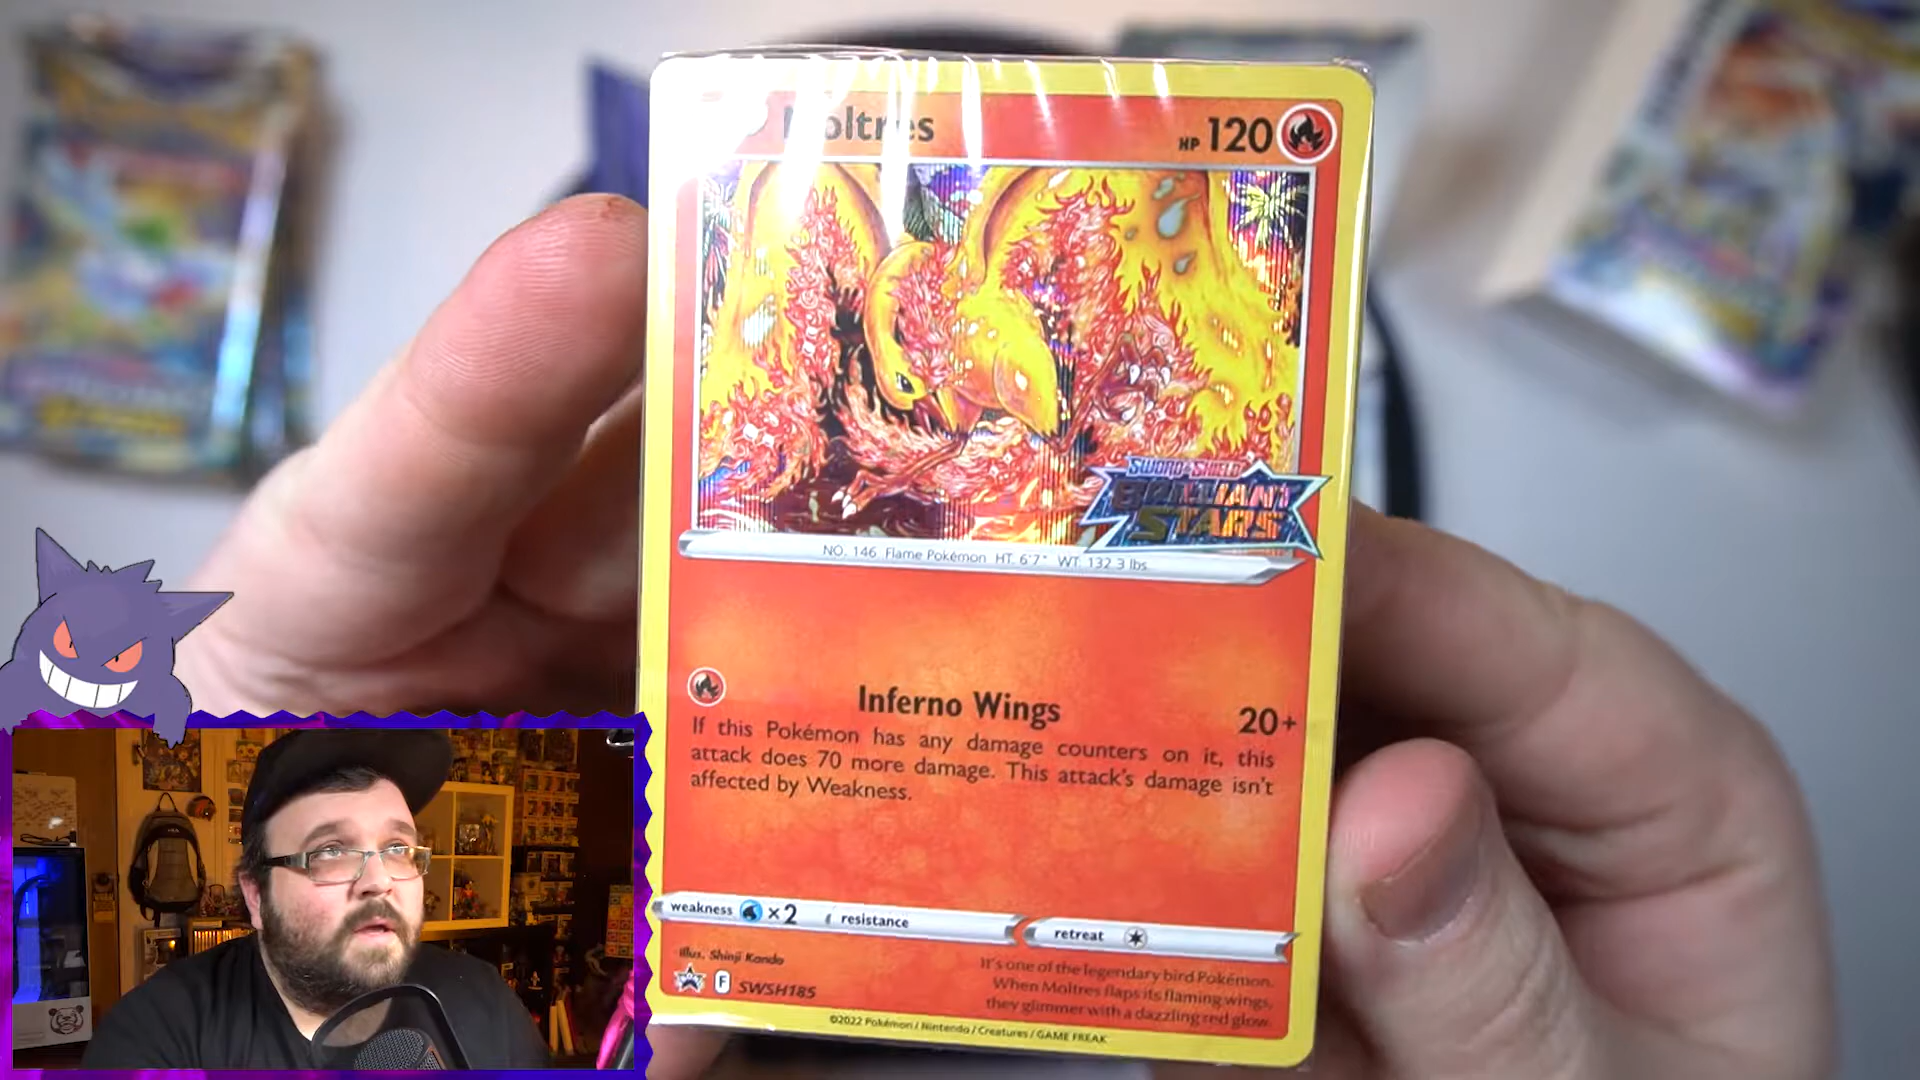 Moltres
HP 120
SWORD & SHIELD
BRILLIANT
STARS
NO. 146 Flame Pokémon HT: 6'7" WT: 132.3 lbs.
Inferno Wings 20+
If this Pokémon has any damage counters on it, this
attack does 70 more damage. This attack's damage isn't
affected by Weakness.
weakness ×2 resistance retreat
Illus. Shinji Kanda
F SWSH185
It's one of the legendary bird Pokémon.
When Moltres flaps its flaming wings,
they glimmer with a dazzling red glow.
©2022 Pokémon / Nintendo / Creatures / GAME FREAK